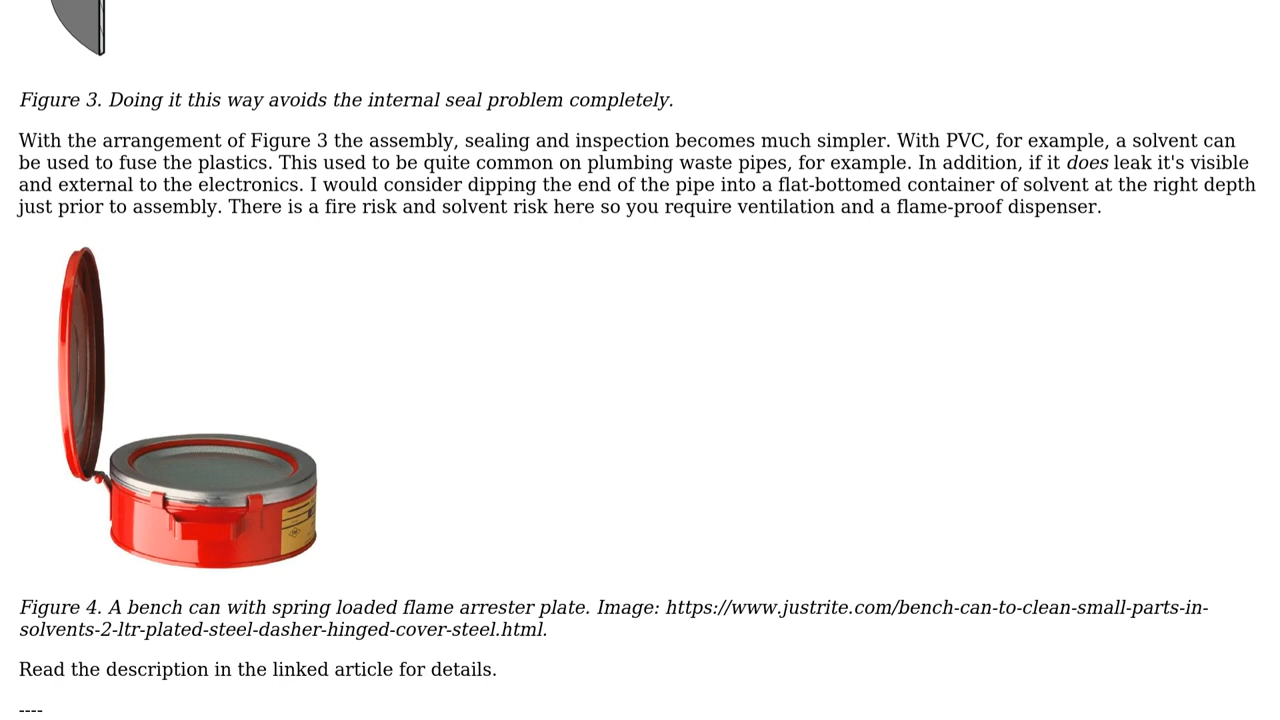 Figure 3. Doing it this way avoids the internal seal problem completely.
With the arrangement of Figure 3 the assembly, sealing and inspection becomes much simpler. With PVC, for example, a solvent can
be used to fuse the plastics. This used to be quite common on plumbing waste pipes, for example. In addition, if it does leak it's visible
and external to the electronics. I would consider dipping the end of the pipe into a flat-bottomed container of solvent at the right depth
just prior to assembly. There is a fire risk and solvent risk here so you require ventilation and a flame-proof dispenser.
Figure 4. A bench can with spring loaded flame arrester plate. Image: https://www.justrite.com/bench-can-to-clean-small-parts-in-
solvents-2-ltr-plated-steel-dasher-hinged-cover-steel.html.
Read the description in the linked article for details.
----